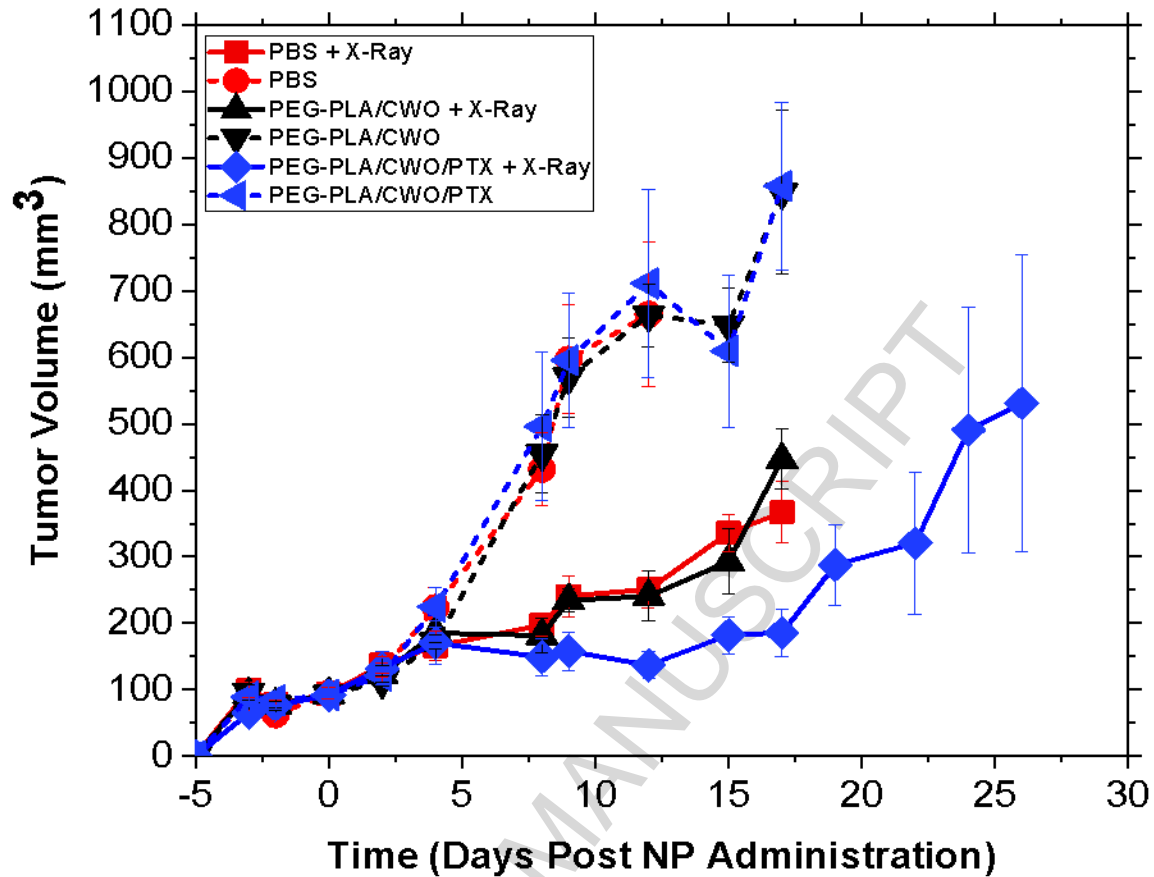 1100
1000
900
800
700
600
500
400
300
200
100
0
Tumor Volume (mm3)
PBS + X-Ray
PBS
PEG-PLA/CWO + X-Ray
PEG-PLA/CWO
PEG-PLA/CWO/PTX + X-Ray
PEG-PLA/CWO/PTX
MANUSCRIPT
-5 0 5 10 15 20 25 30
Time (Days Post NP Administration)